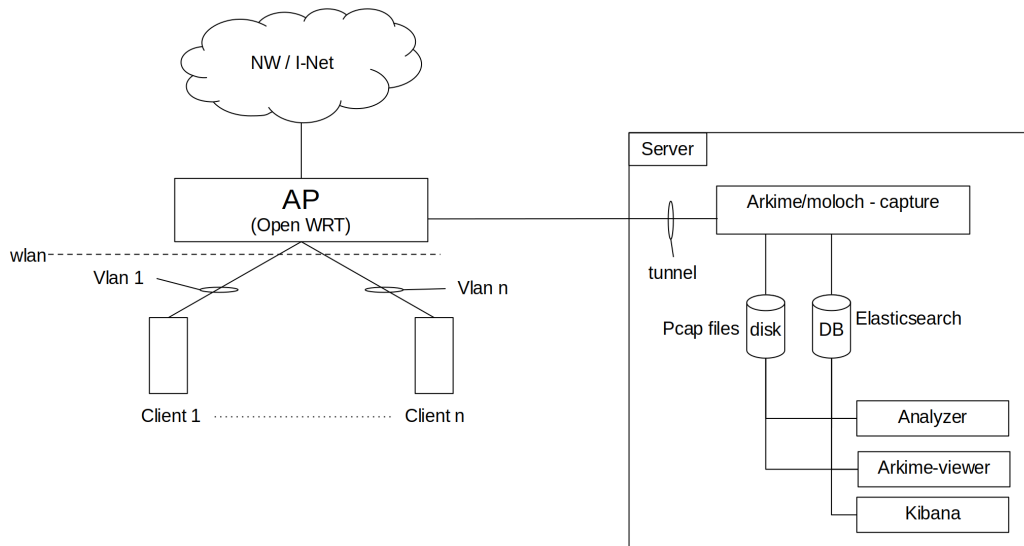 NW / I-Net
Server
AP
(Open WRT)
Arkime/moloch - capture
wlan
tunnel
Vlan 1
Vlan n
Pcap files
disk
DB
Elasticsearch
Client 1
Client n
Analyzer
Arkime-viewer
Kibana